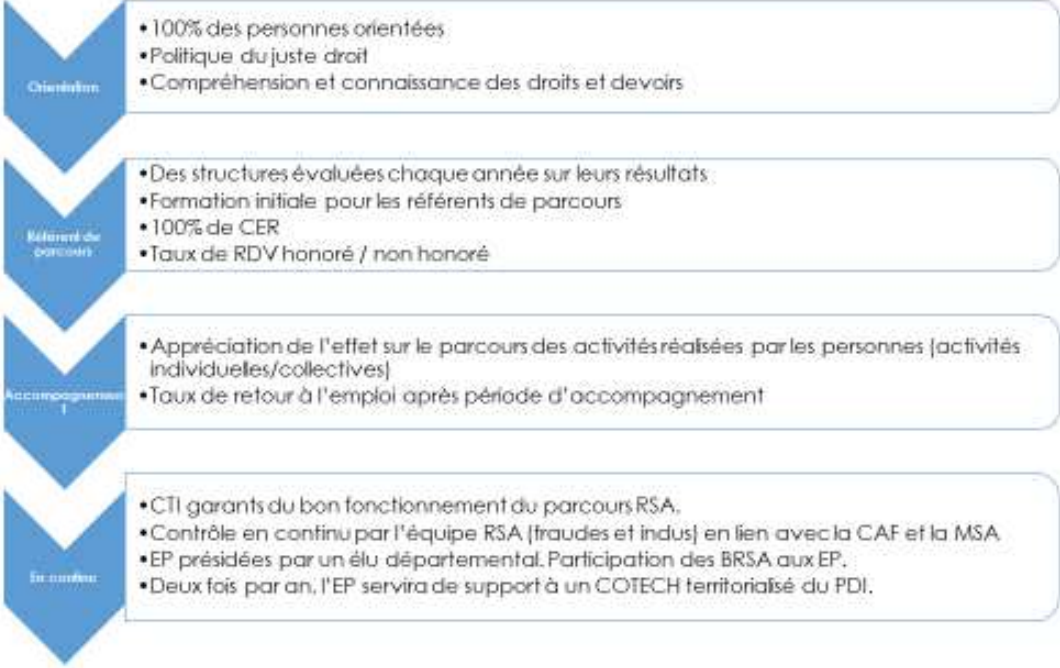 Orientation
•100% des personnes orientées
•Politique du juste droit
•Compréhension et connaissance des droits et devoirs
Référent de
parcours
•Des structures évaluées chaque année sur leurs résultats
•Formation initiale pour les référents de parcours
•100% de CER
•Taux de RDV honoré / non honoré
Accompagnemen
t
•Appréciation de l'effet sur le parcours des activités réalisées par les personnes (activités
individuelles/collectives)
•Taux de retour à l'emploi après période d'accompagnement
En continu
•CTI garants du bon fonctionnement du parcours RSA.
•Contrôle en continu par l'équipe RSA (fraudes et indus) en lien avec la CAF et la MSA
•EP présidées par un élu départemental. Participation des BRSA aux EP.
•Deux fois par an, l'EP servira de support à un COTECH territorialisé du PDI.